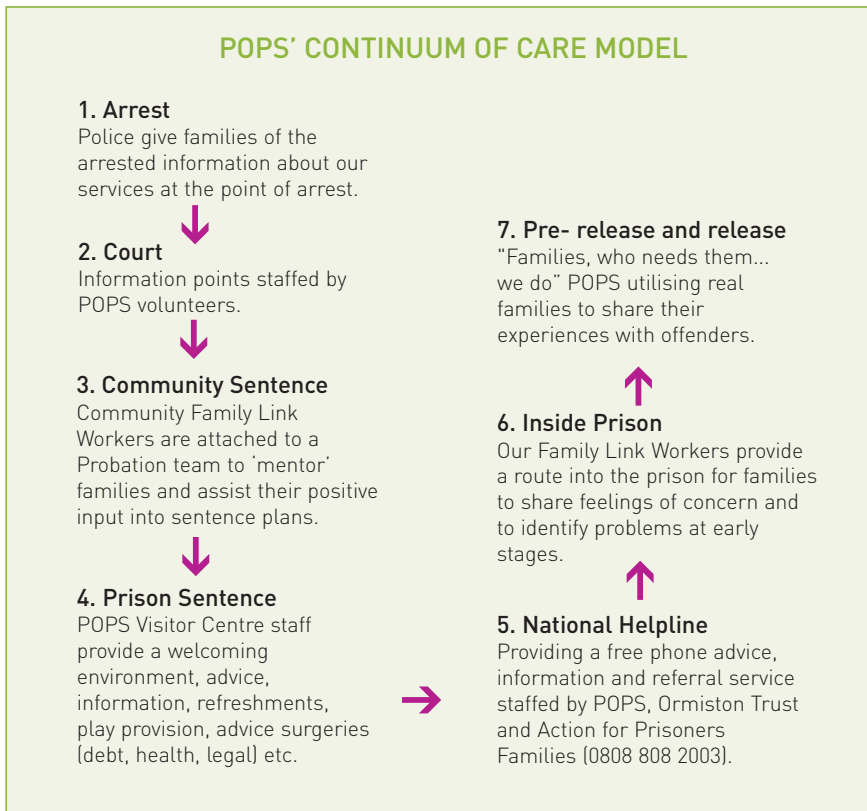 POPS’ CONTINUUM OF CARE MODEL
1. Arrest
Police give families of the
arrested information about our
services at the point of arrest.
2. Court
Information points staffed by
POPS volunteers.
3. Community Sentence
Community Family Link
Workers are attached to a
Probation team to ‘mentor’
families and assist their positive
input into sentence plans.
4. Prison Sentence
POPS Visitor Centre staff
provide a welcoming
environment, advice,
information, refreshments,
play provision, advice surgeries
(debt, health, legal) etc.
5. National Helpline
Providing a free phone advice,
information and referral service
staffed by POPS, Ormiston Trust
and Action for Prisoners
Families (0808 808 2003).
6. Inside Prison
Our Family Link Workers provide
a route into the prison for families
to share feelings of concern and
to identify problems at early
stages.
7. Pre- release and release
"Families, who needs them...
we do” POPS utilising real
families to share their
experiences with offenders.